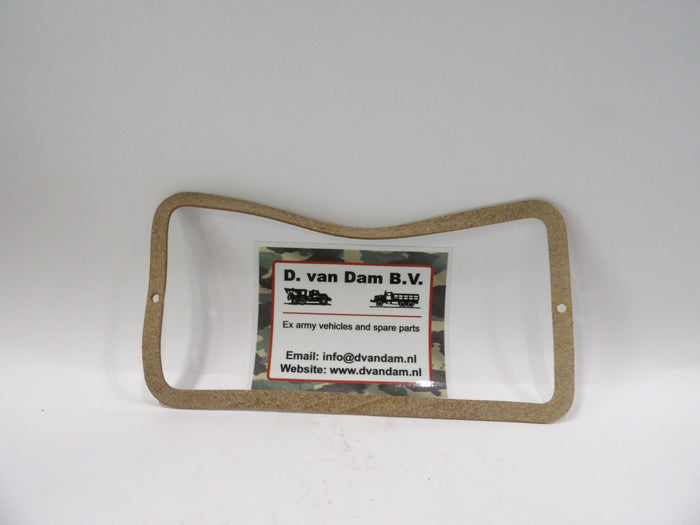 D. van Dam B.V.
Ex army vehicles and spare parts
Email: info@dvandam.nl
Website: www.dvandam.nl